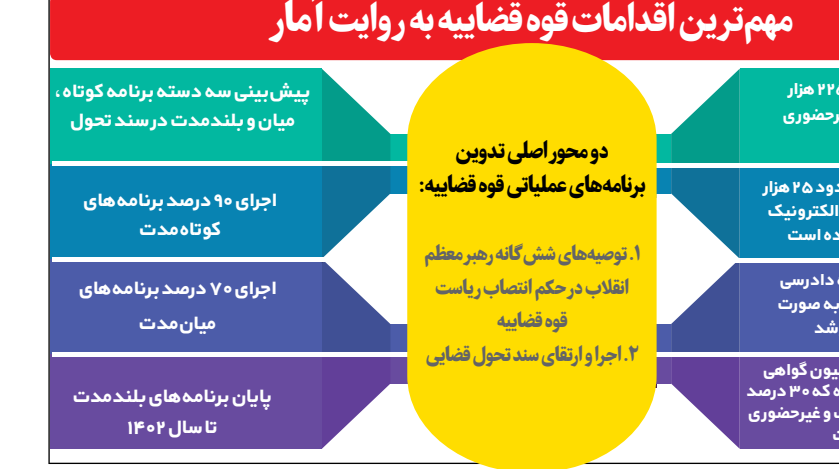 مهم‌ترین اقدامات قوه قضاییه به روایت آمار
هزار
دود ۲۵ هزار
الکترونیک
ده است
دادرسی
به صورت
شد
یون گواهی
ه که ۳۰ درصد
و غیرحضوری
دو محور اصلی تدوین
برنامه‌های عملیاتی قوه قضاییه:
۱. توصیه‌های شش گانه رهبر معظم
انقلاب در حکم انتصاب ریاست
قوه قضاییه
۲. اجرا و ارتقای سند تحول قضایی
پیش‌بینی سه دسته برنامه کوتاه،
میان و بلندمدت در سند تحول
اجرای ۹۰ درصد برنامه‌های
کوتاه‌مدت
اجرای ۷۰ درصد برنامه‌های
میان‌مدت
پایان برنامه‌های بلندمدت
تا سال ۱۴۰۲